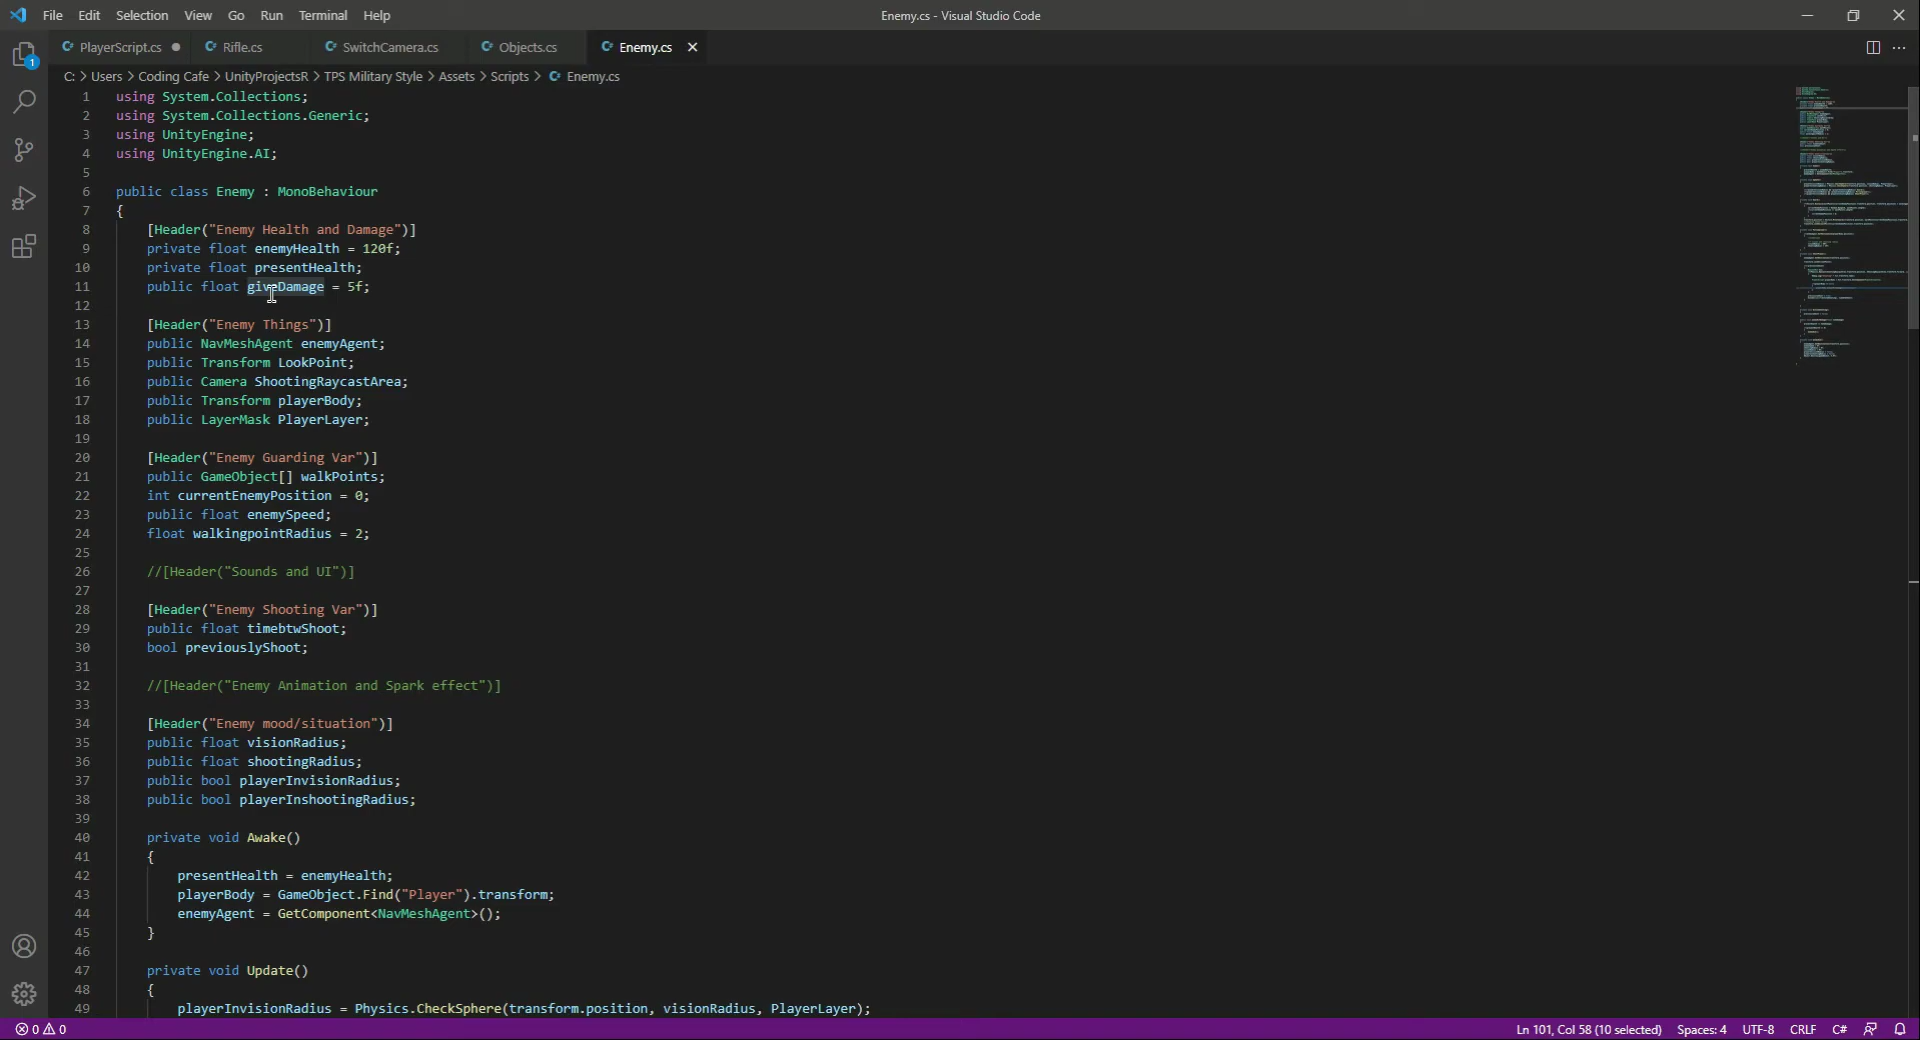 File Edit Selection View Go Run Terminal Help
Enemy.cs - Visual Studio Code
PlayerScript.cs Rifle.cs SwitchCamera.cs Objects.cs Enemy.cs
C: > Users > Coding Cafe > UnityProjectsR > TPS Military Style > Assets > Scripts > Enemy.cs
1
1 using System.Collections;
2 using System.Collections.Generic;
3 using UnityEngine;
4 using UnityEngine.AI;
5
6 public class Enemy : MonoBehaviour
7 {
8 [Header("Enemy Health and Damage")]
9 private float enemyHealth = 120f;
10 private float presentHealth;
11 public float giveDamage = 5f;
12
13 [Header("Enemy Things")]
14 public NavMeshAgent enemyAgent;
15 public Transform LookPoint;
16 public Camera ShootingRaycastArea;
17 public Transform playerBody;
18 public LayerMask PlayerLayer;
19
20 [Header("Enemy Guarding Var")]
21 public GameObject[] walkPoints;
22 int currentEnemyPosition = 0;
23 public float enemySpeed;
24 float walkingpointRadius = 2;
25
26 //[Header("Sounds and UI")]
27
28 [Header("Enemy Shooting Var")]
29 public float timebtwShoot;
30 bool previouslyShoot;
31
32 //[Header("Enemy Animation and Spark effect")]
33
34 [Header("Enemy mood/situation")]
35 public float visionRadius;
36 public float shootingRadius;
37 public bool playerInvisionRadius;
38 public bool playerInshootingRadius;
39
40 private void Awake()
41 {
42 presentHealth = enemyHealth;
43 playerBody = GameObject.Find("Player").transform;
44 enemyAgent = GetComponent<NavMeshAgent>();
45 }
46
47 private void Update()
48 {
49 playerInvisionRadius = Physics.CheckSphere(transform.position, visionRadius, PlayerLayer);
0 0 Ln 101, Col 58 (10 selected) Spaces: 4 UTF-8 CRLF C#